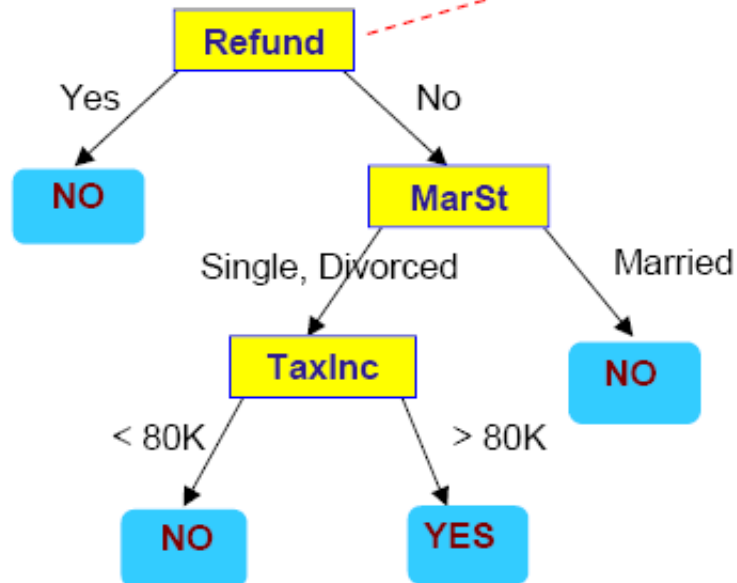 Refund
Yes
No
NO
MarSt
Single, Divorced
Married
TaxInc
NO
< 80K
> 80K
NO
YES